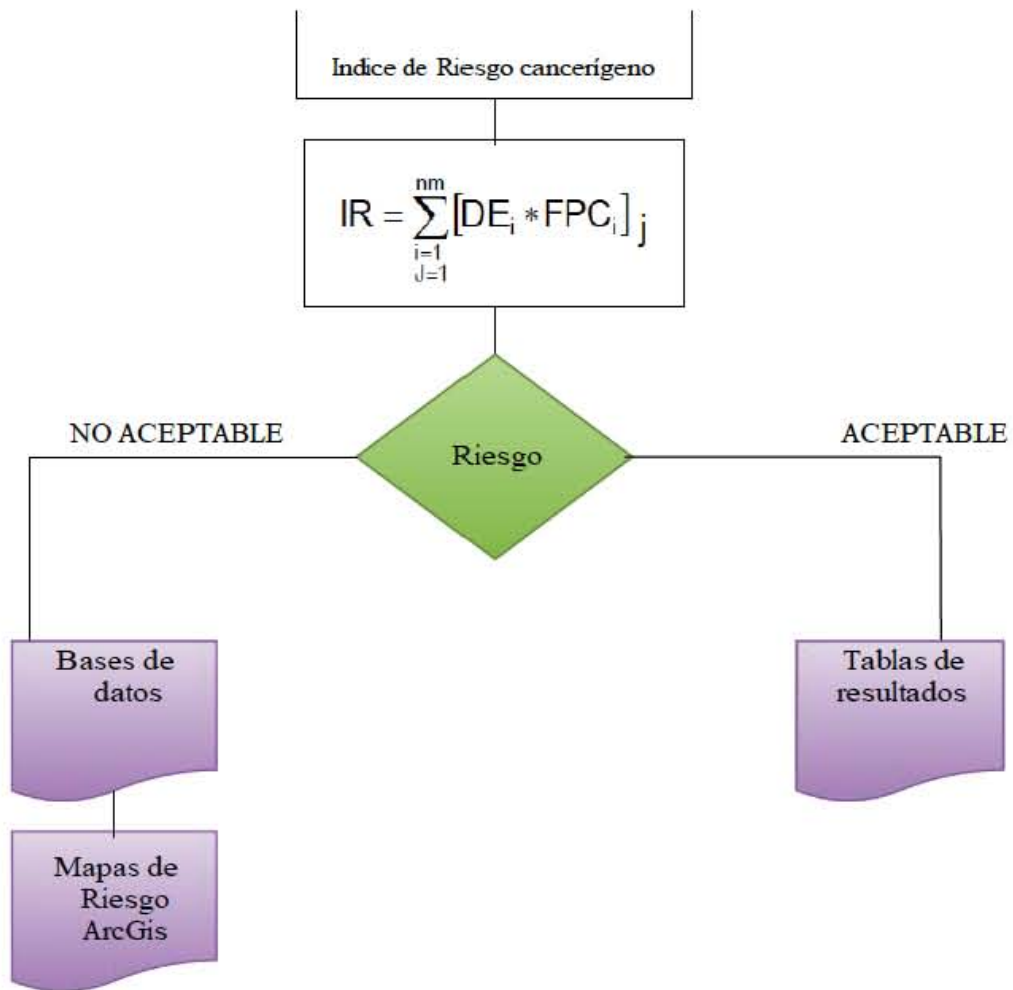 Indice de Riesgo cancerígeno
nm
IR = ∑[DEᵢ * FPCᵢ] j
i=1
J=1
NO ACEPTABLE
Riesgo
ACEPTABLE
Bases de
datos
Tablas de
resultados
Mapas de
Riesgo
ArcGis